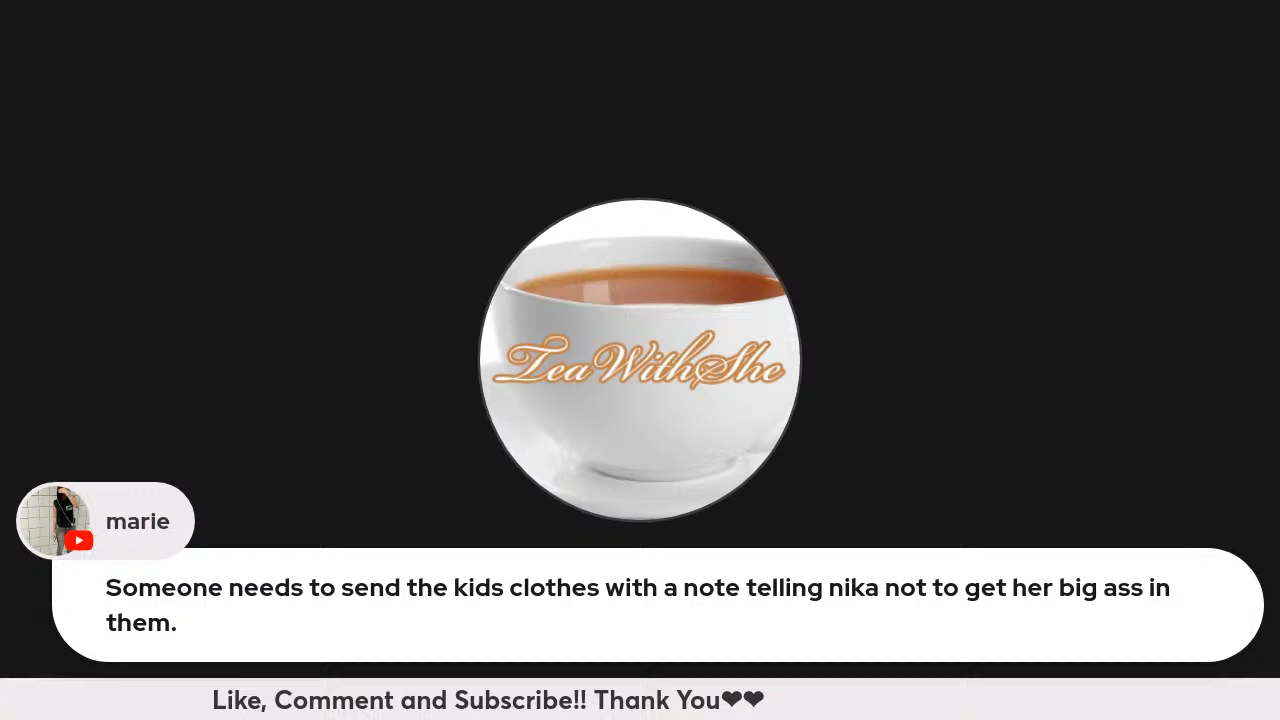 TeaWithShe
marie
Someone needs to send the kids clothes with a note telling nika not to get her big ass in
them.
Like, Comment and Subscribe!! Thank You❤❤